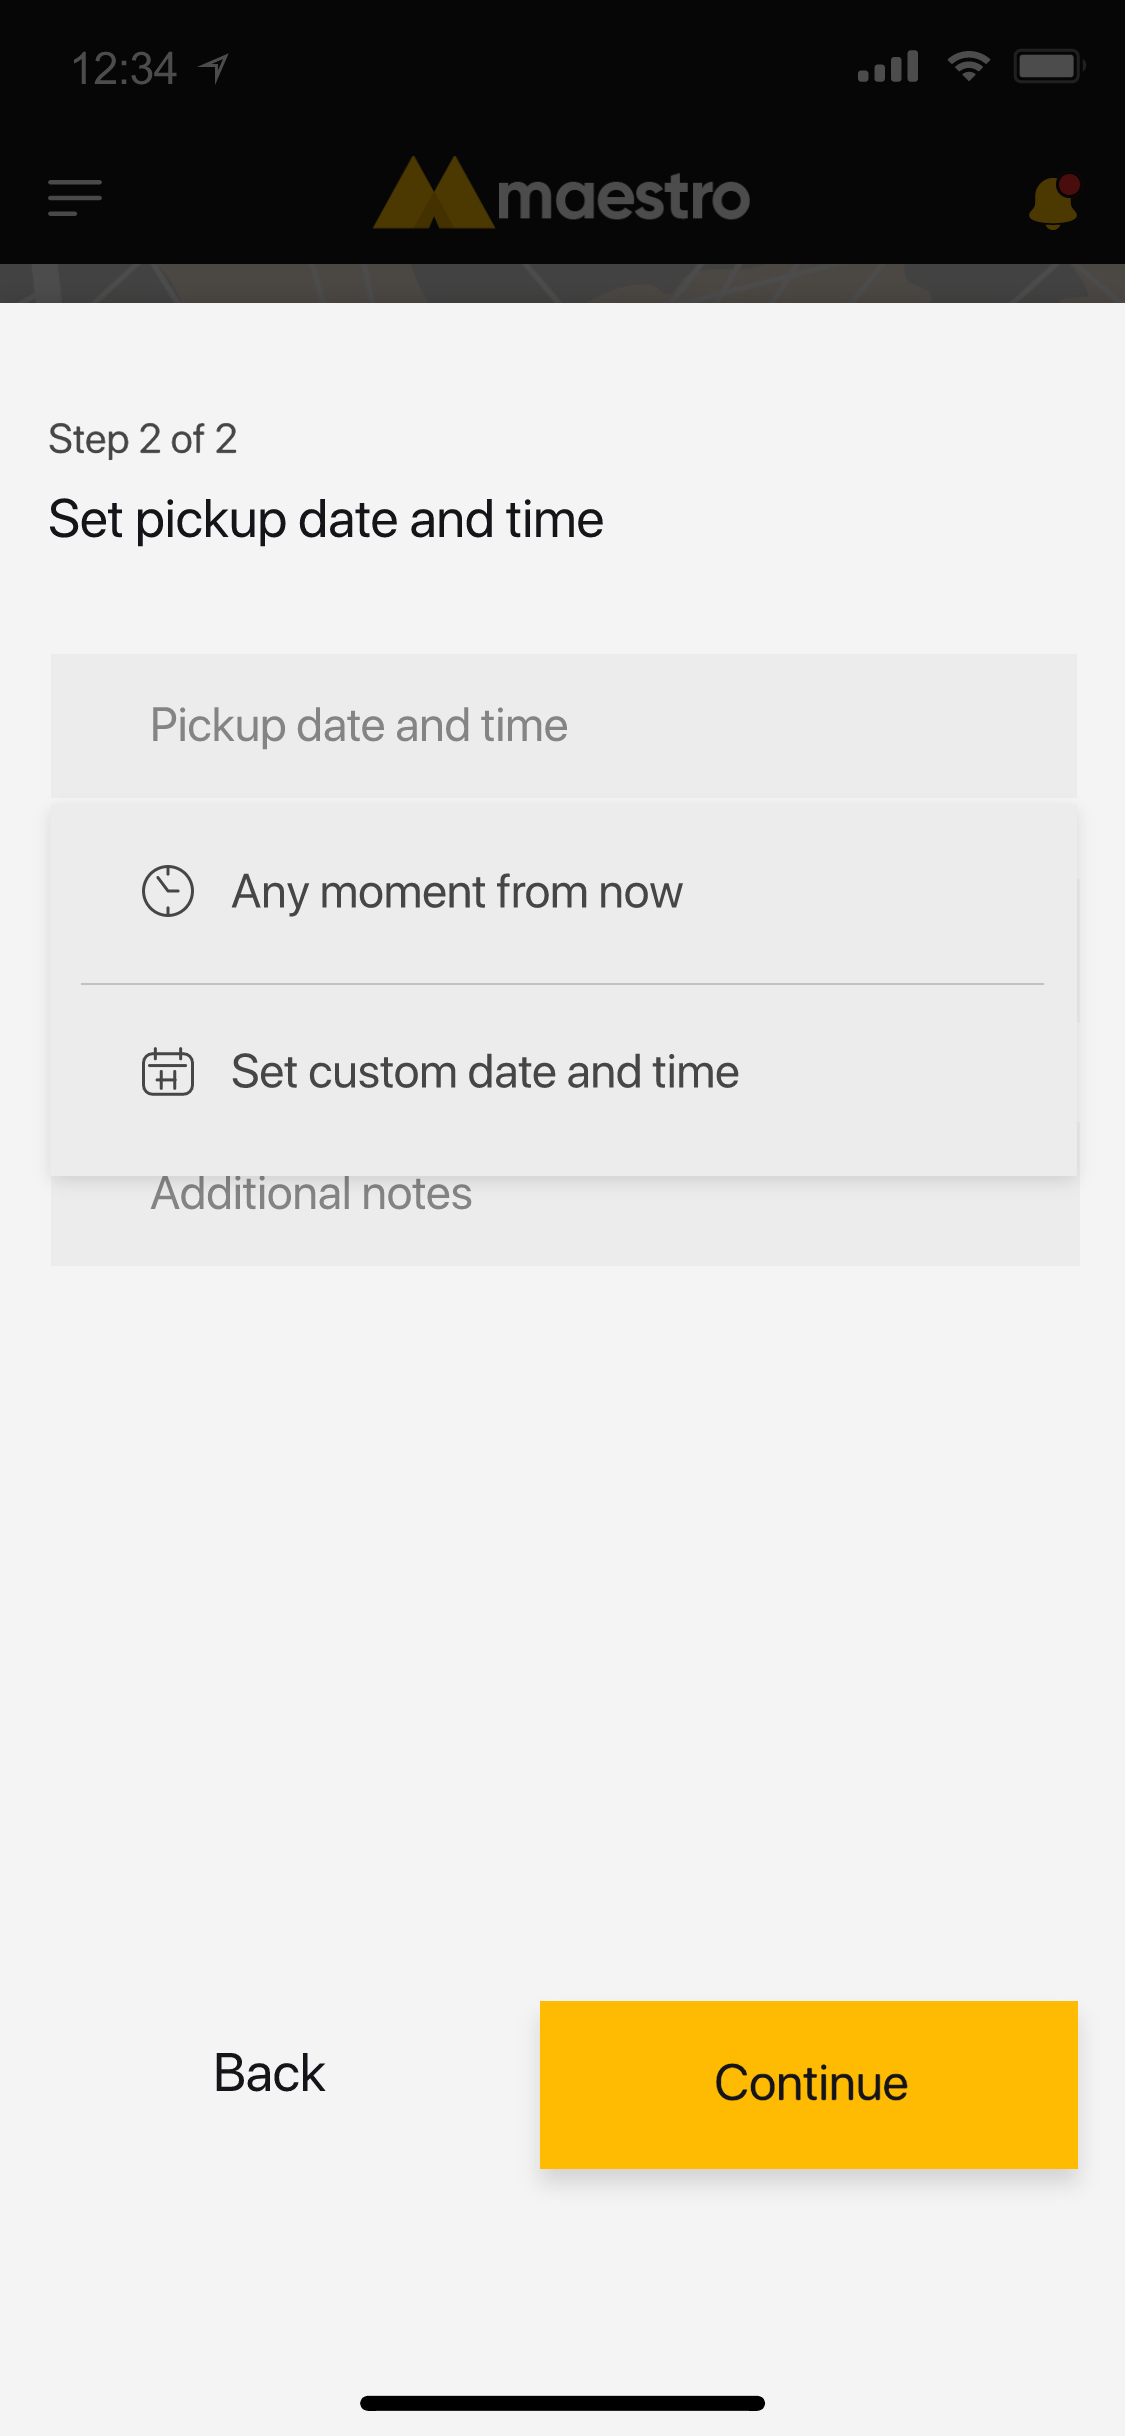 12:34
maestro
Step 2 of 2
Set pickup date and time
Pickup date and time
Any moment from now
Set custom date and time
Additional notes
Back
Continue